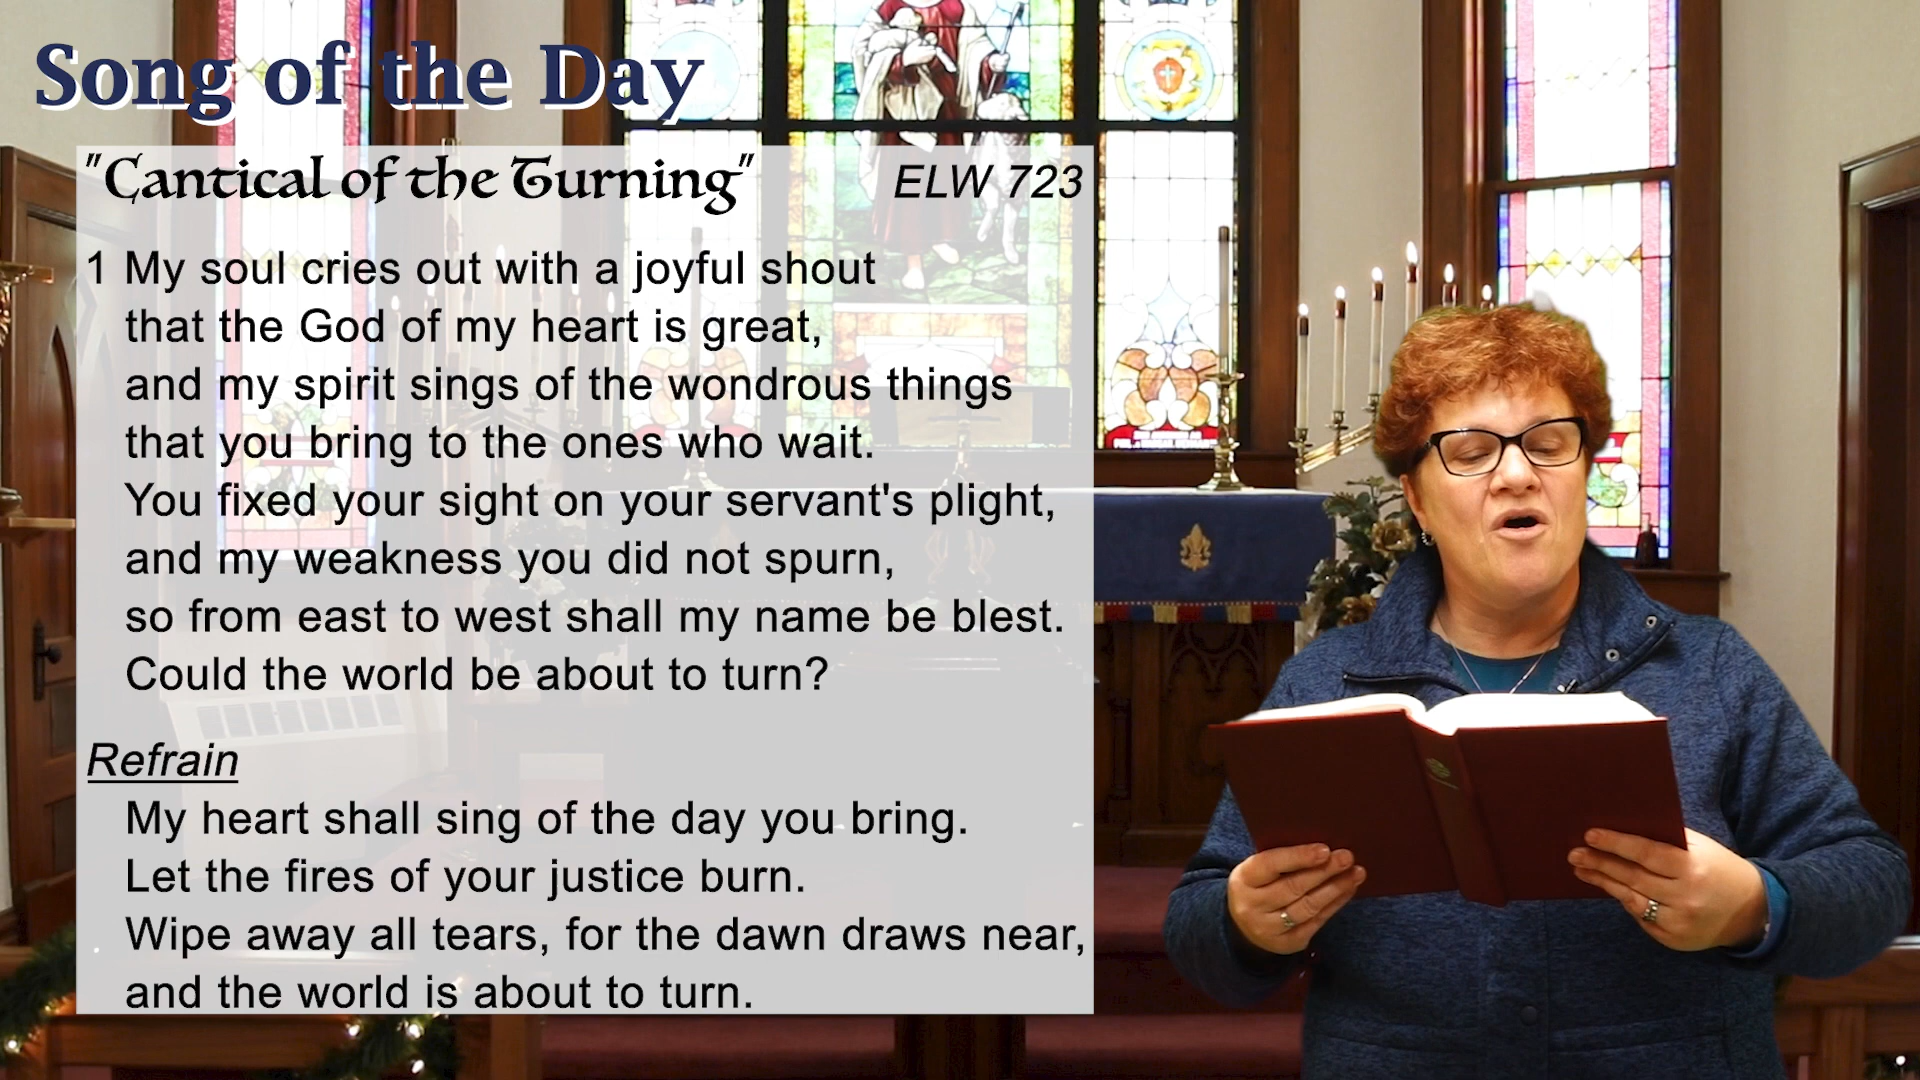 Song of the Day
"Cantical of the Turning" ELW 723
1 My soul cries out with a joyful shout
that the God of my heart is great,
and my spirit sings of the wondrous things
that you bring to the ones who wait.
You fixed your sight on your servant's plight,
and my weakness you did not spurn,
so from east to west shall my name be blest.
Could the world be about to turn?
Refrain
My heart shall sing of the day you bring.
Let the fires of your justice burn.
Wipe away all tears, for the dawn draws near,
and the world is about to turn.